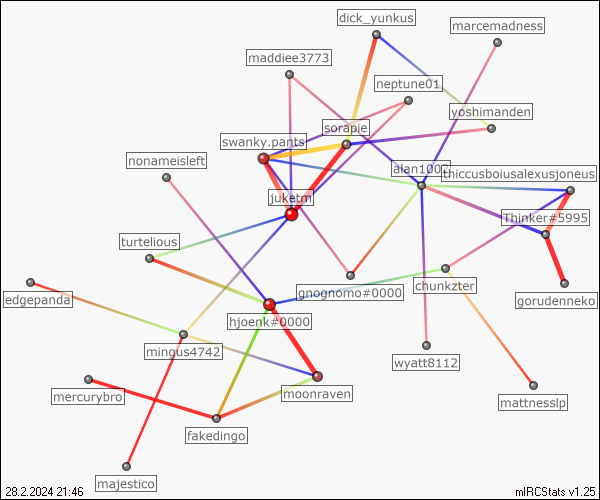 dick_yunkus
marcemadness
maddiee3773
neptune01
yoshimanden
sorapie
swanky.pants
nonameisleft
thiccusboiusalexusjoneus
juketm
Thinker#5995
turtelious
gnognomo#0000
chunkzter
edgepanda
gorudenneko
hjoenk#0000
mingus4742
wyatt8112
moonraven
mercurybro
mattnesslp
fakedingo
majestico
28.2.2024 21:46
mIRCStats v1.25